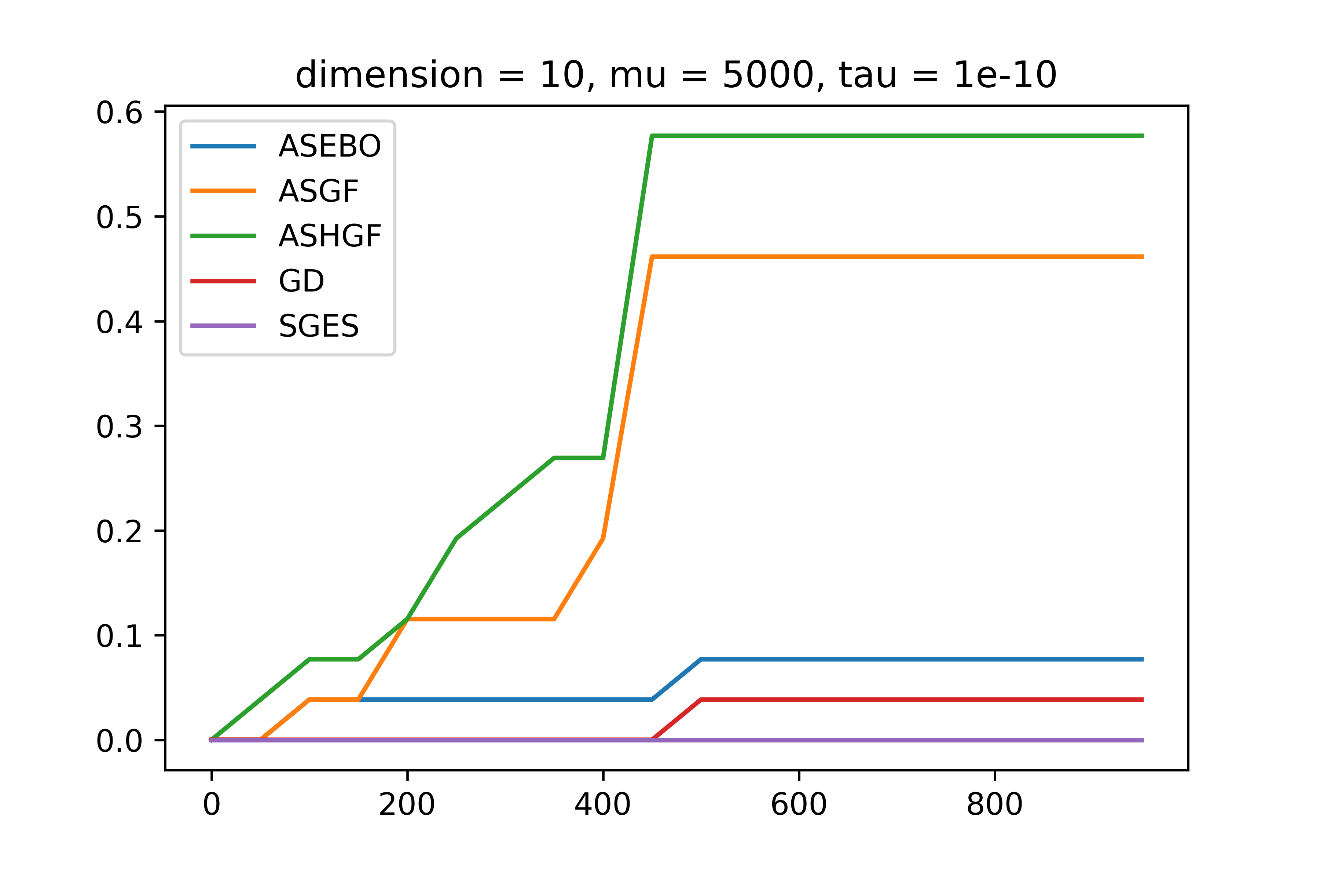 dimension = 10, mu = 5000, tau = 1e-10
0.6
0.5
0.4
0.3
0.2
0.1
0.0
ASEBO
ASGF
ASHGF
GD
SGES
0 200 400 600 800